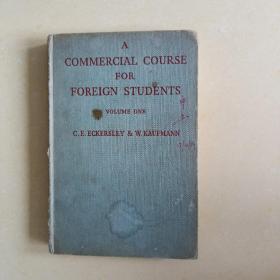 A
COMMERCIAL COURSE
FOR
FOREIGN STUDENTS
VOLUME ONE
C. E. ECKERSLEY & W. KAUFMANN